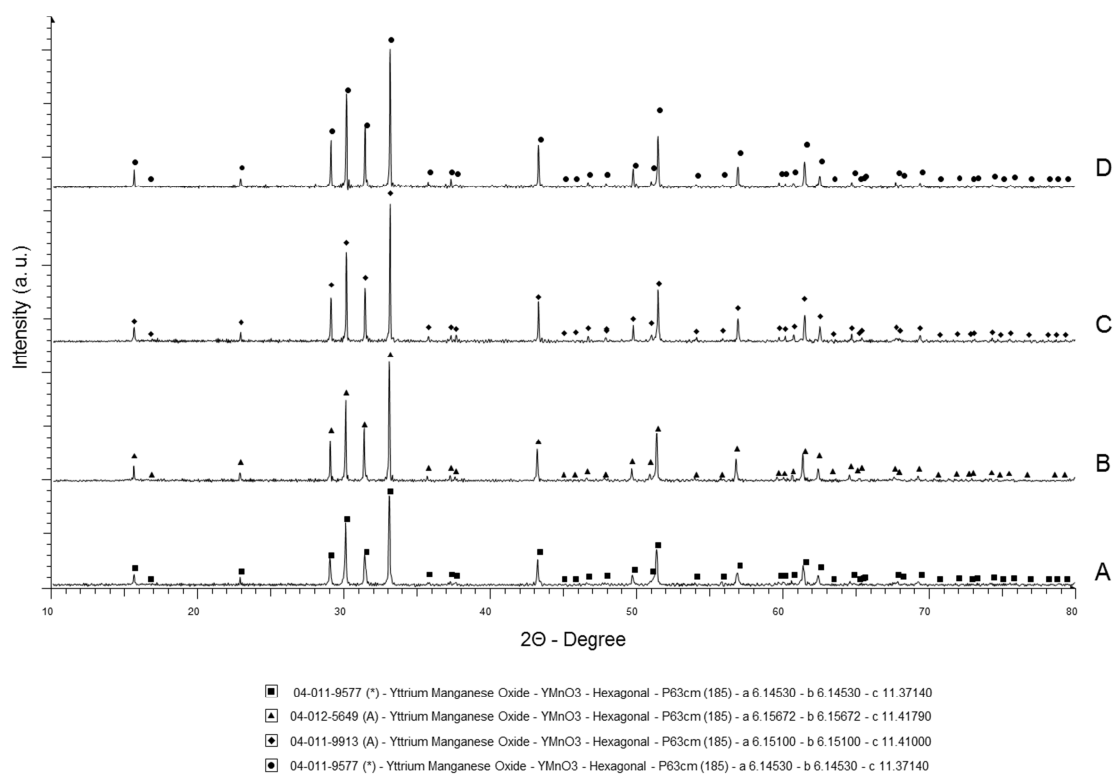 Intensity (a. u.)
D
C
B
A
10 20 30 40 50 60 70 80
2Θ - Degree
04-011-9577 (*) - Yttrium Manganese Oxide - YMnO3 - Hexagonal - P63cm (185) - a 6.14530 - b 6.14530 - c 11.37140
04-012-5649 (A) - Yttrium Manganese Oxide - YMnO3 - Hexagonal - P63cm (185) - a 6.15672 - b 6.15672 - c 11.41790
04-011-9913 (A) - Yttrium Manganese Oxide - YMnO3 - Hexagonal - P63cm (185) - a 6.15100 - b 6.15100 - c 11.41000
04-011-9577 (*) - Yttrium Manganese Oxide - YMnO3 - Hexagonal - P63cm (185) - a 6.14530 - b 6.14530 - c 11.37140